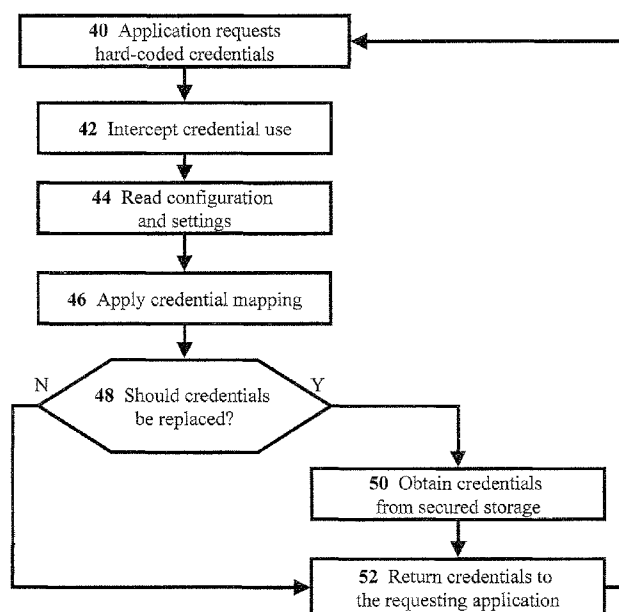 40 Application requests
hard-coded credentials
42 Intercept credential use
44 Read configuration
and settings
46 Apply credential mapping
N
Y
48 Should credentials
be replaced?
50 Obtain credentials
from secured storage
52 Return credentials to
the requesting application